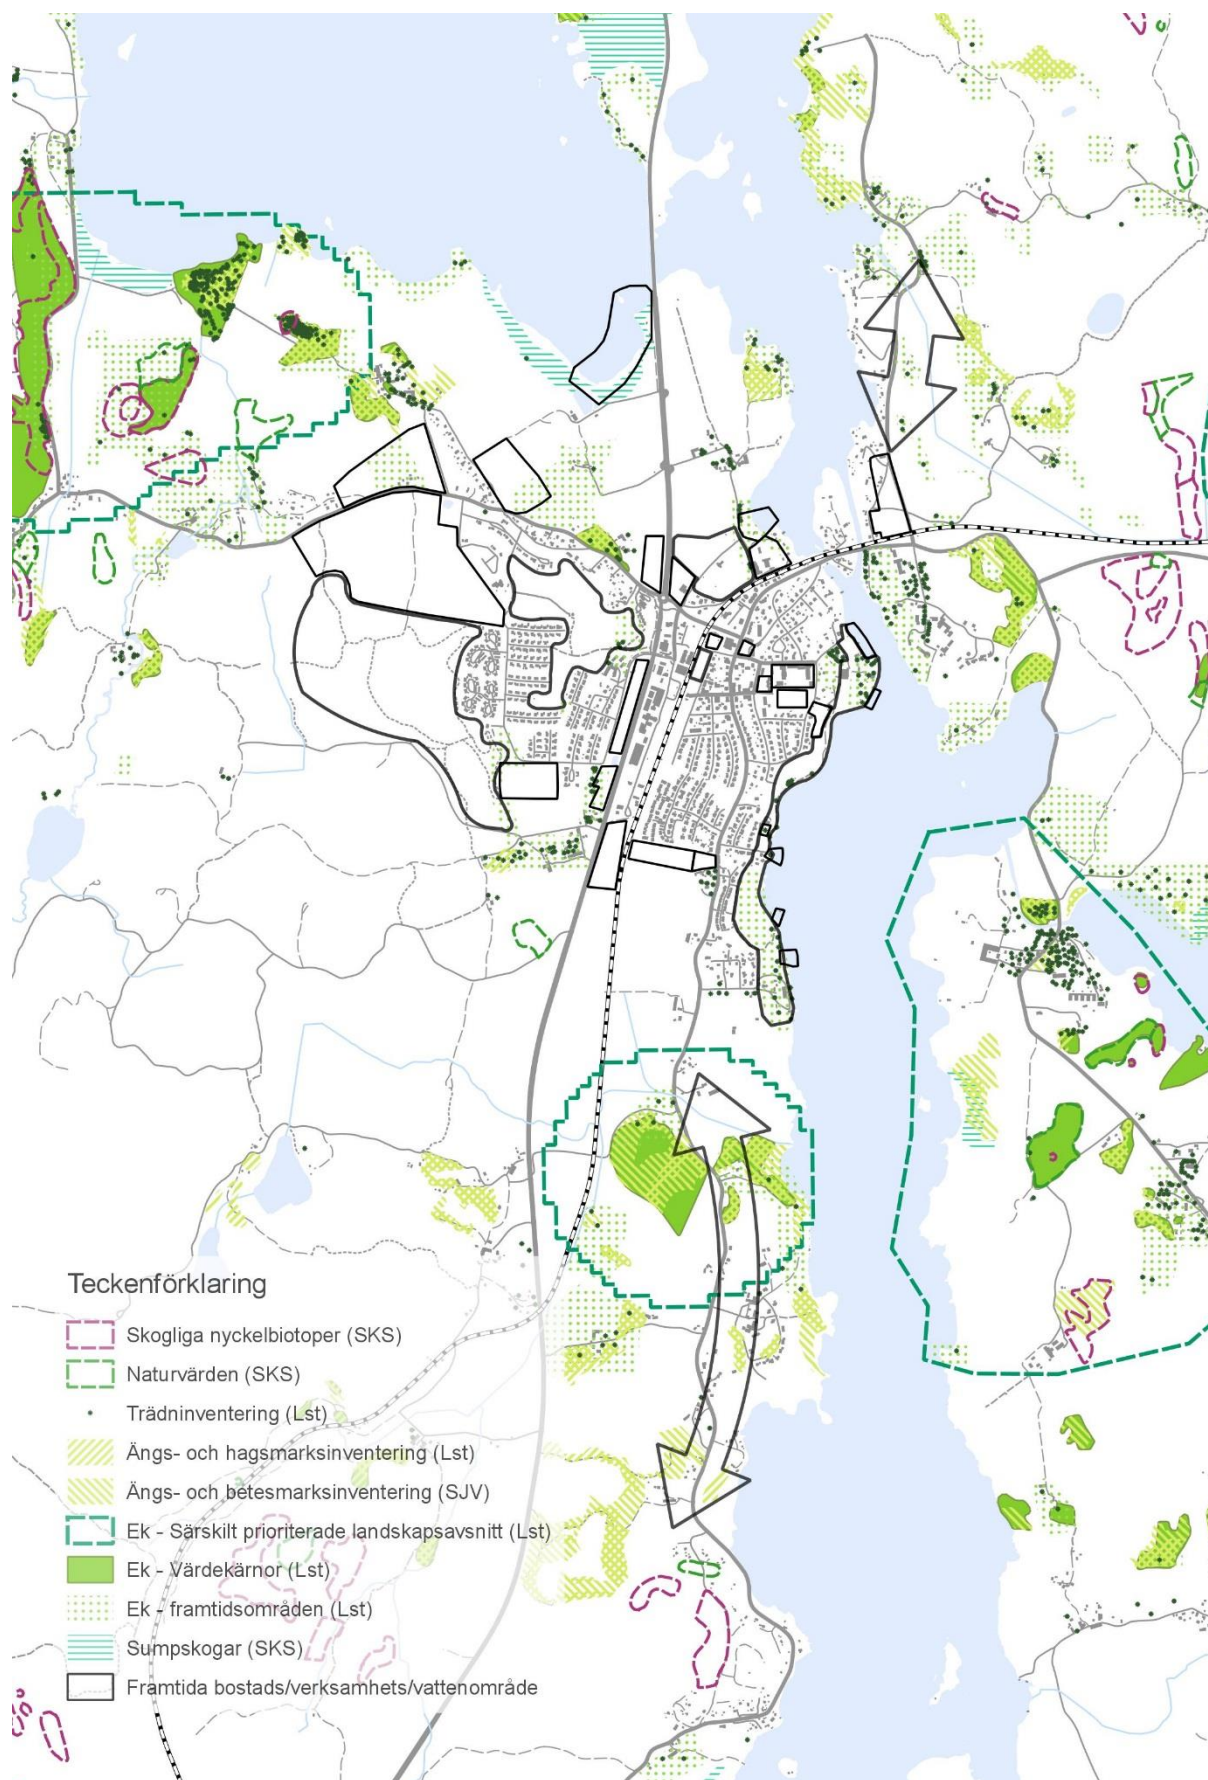 Teckenförklaring
Skogliga nyckelbiotoper (SKS)
Naturvärden (SKS)
Trädninventering (Lst)
Ängs- och hagsmarksinventering (Lst)
Ängs- och betesmarksinventering (SJV)
Ek - Särskilt prioriterade landskapsavsnitt (Lst)
Ek - Värdekärnor (Lst)
Ek - framtidsområden (Lst)
Sumpskogar (SKS)
Framtida bostads/verksamhets/vattenområde